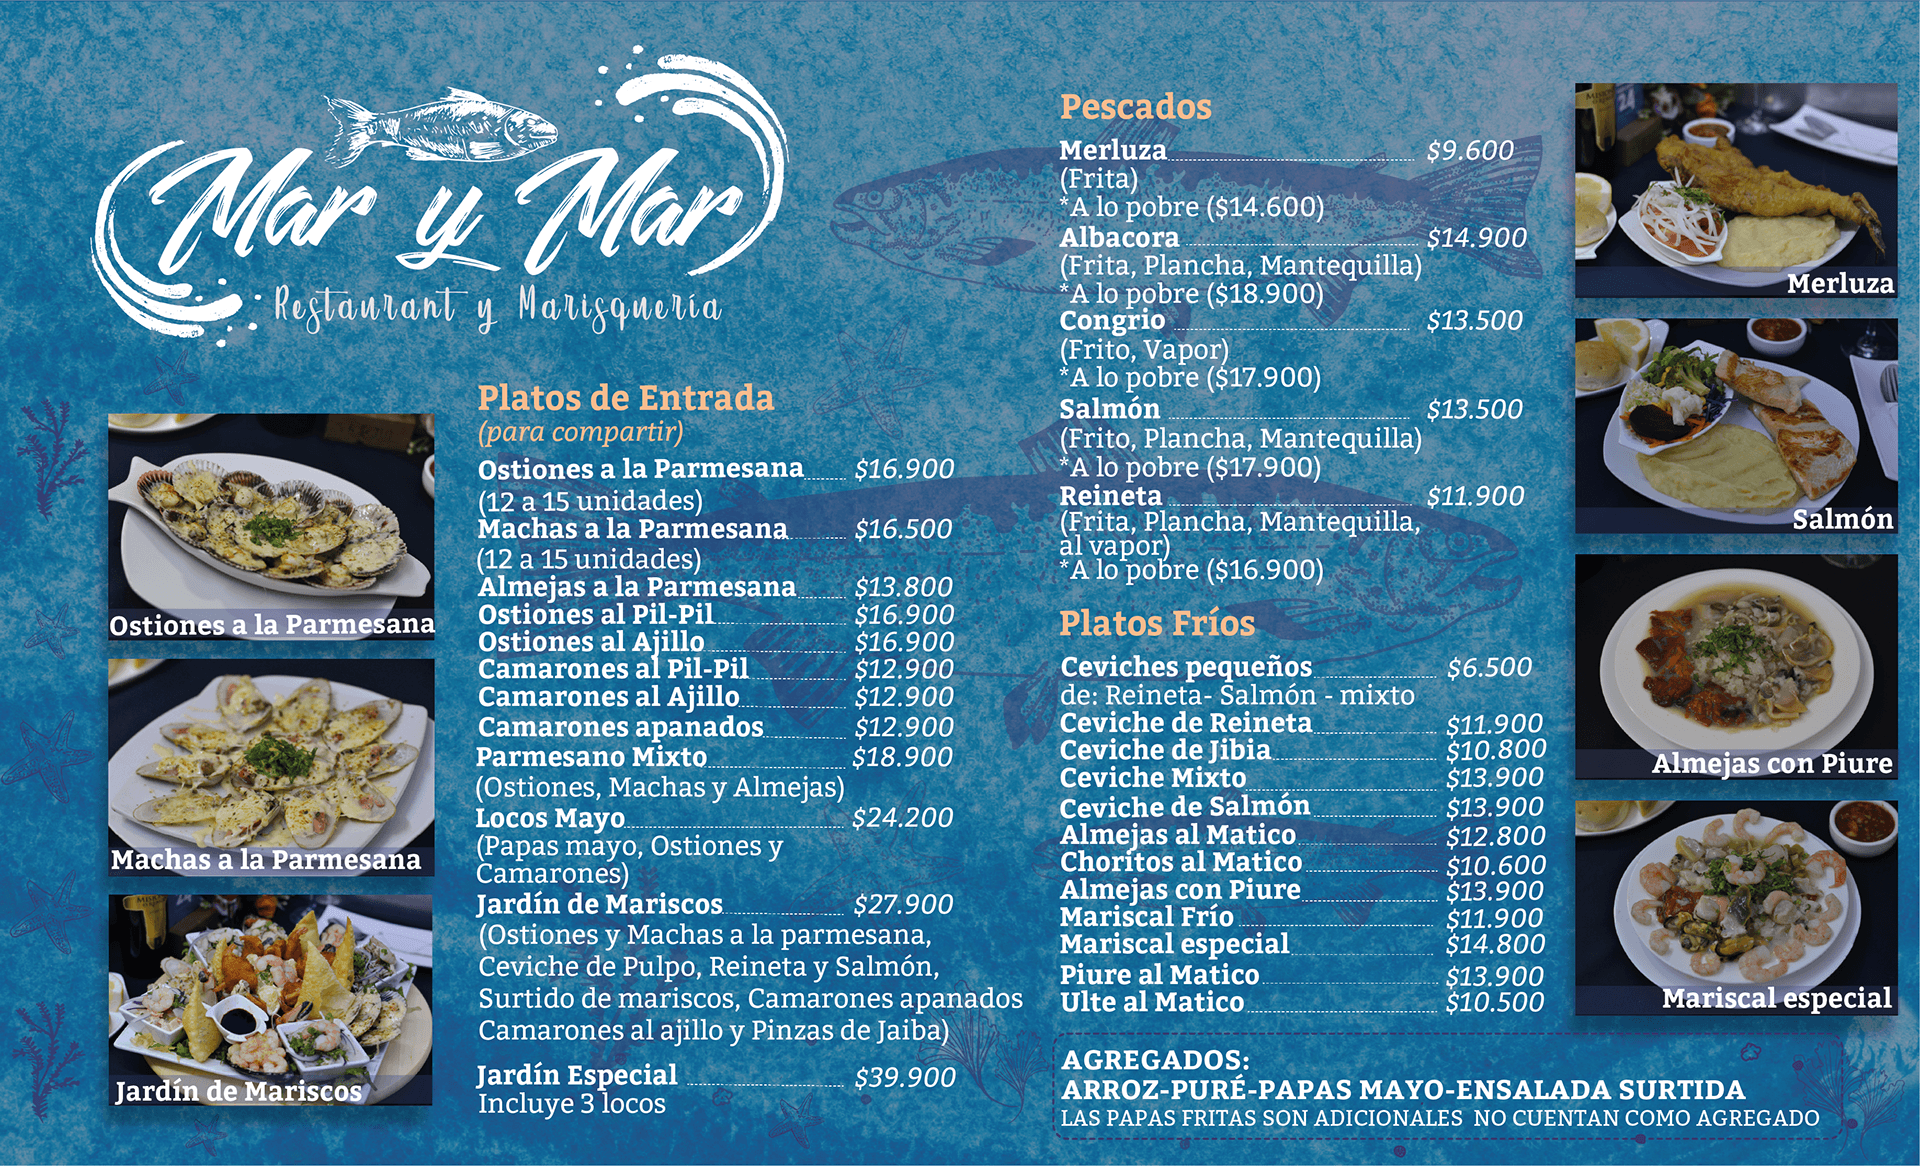 Mar y Mar
Restaurant y Marisquería
Platos de Entrada
(para compartir)
Ostiones a la Parmesana $16.900
(12 a 15 unidades)
Machas a la Parmesana $16.500
(12 a 15 unidades)
Almejas a la Parmesana $13.800
Ostiones al Pil-Pil $16.900
Ostiones al Ajillo $16.900
Camarones al Pil-Pil $12.900
Camarones al Ajillo $12.900
Camarones apanados $12.900
Parmesano Mixto $18.900
(Ostiones, Machas y Almejas)
Locos Mayo $24.200
(Papas mayo, Ostiones y
Camarones)
Jardín de Mariscos $27.900
(Ostiones y Machas a la parmesana,
Ceviche de Pulpo, Reineta y Salmón,
Surtido de mariscos, Camarones apanados
Camarones al ajillo y Pinzas de Jaiba)
Jardín Especial $39.900
Incluye 3 locos
Ostiones a la Parmesana
Machas a la Parmesana
Jardín de Mariscos
Pescados
Merluza $9.600
(Frita)
*A lo pobre ($14.600)
Albacora $14.900
(Frita, Plancha, Mantequilla)
*A lo pobre ($18.900)
Congrio $13.500
(Frito, Vapor)
*A lo pobre ($17.900)
Salmón $13.500
(Frito, Plancha, Mantequilla)
*A lo pobre ($17.900)
Reineta $11.900
(Frita, Plancha, Mantequilla,
al vapor)
*A lo pobre ($16.900)
Platos Fríos
Ceviches pequeños $6.500
de: Reineta- Salmón - mixto
Ceviche de Reineta $11.900
Ceviche de Jibia $10.800
Ceviche Mixto $13.900
Ceviche de Salmón $13.900
Almejas al Matico $12.800
Choritos al Matico $10.600
Almejas con Piure $13.900
Mariscal Frío $11.900
Mariscal especial $14.800
Piure al Matico $13.900
Ulte al Matico $10.500
AGREGADOS:
ARROZ-PURÉ-PAPAS MAYO-ENSALADA SURTIDA
LAS PAPAS FRITAS SON ADICIONALES NO CUENTAN COMO AGREGADO
24
Merluza
Salmón
Almejas con Piure
Mariscal especial